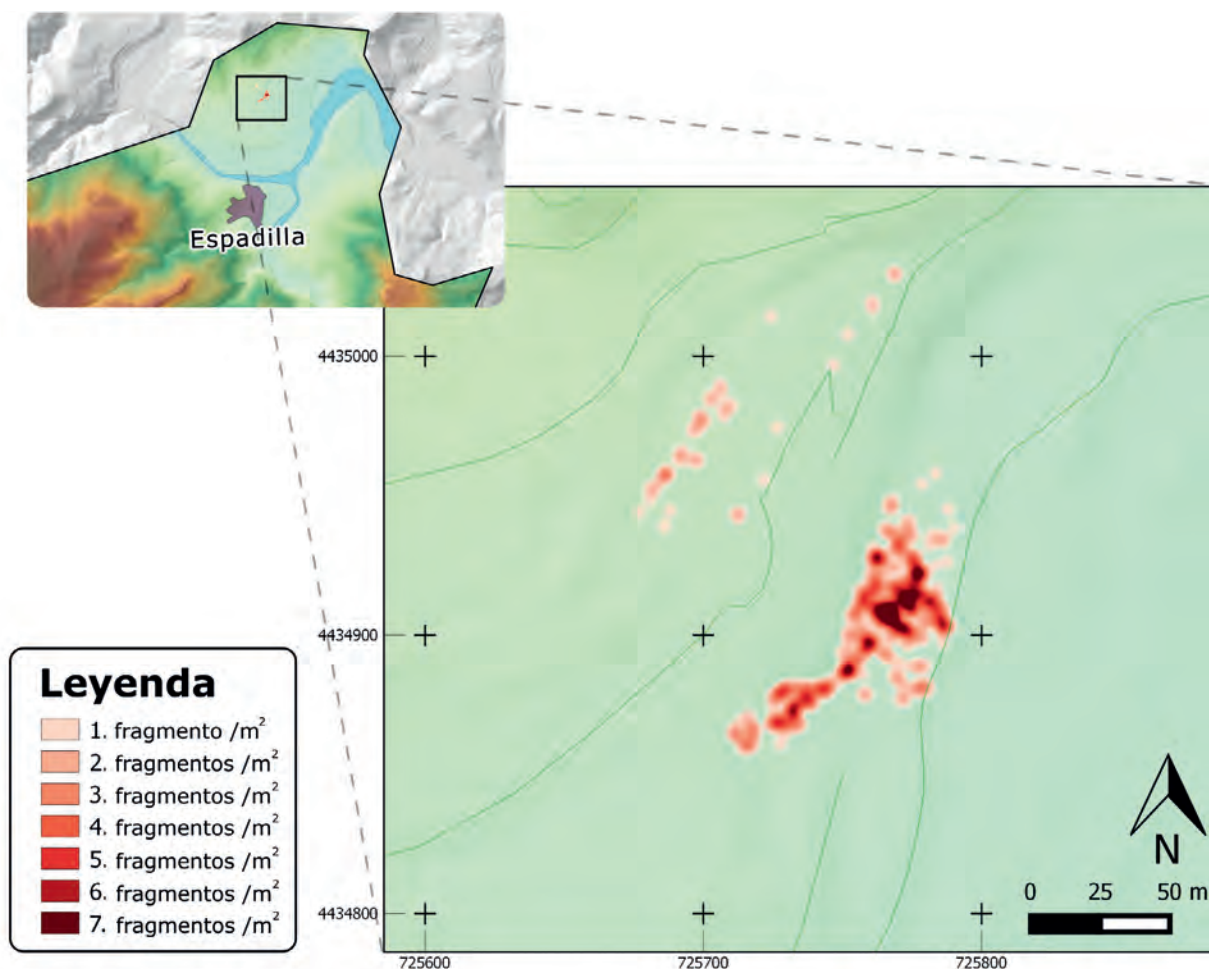 Espadilla
4435000
4434900
4434800
725600
725700
725800
Leyenda
1. fragmento /m²
2. fragmentos /m²
3. fragmentos /m²
4. fragmentos /m²
5. fragmentos /m²
6. fragmentos /m²
7. fragmentos /m²
N
0 25 50 m